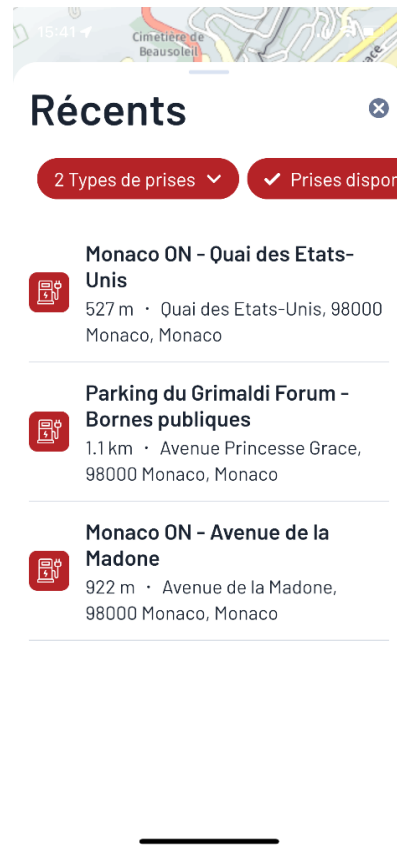 15:41
Cimetière de
Beausoleil
Récents
2 Types de prises
Prises dispor
Monaco ON - Quai des Etats-
Unis
527 m · Quai des Etats-Unis, 98000
Monaco, Monaco
Parking du Grimaldi Forum -
Bornes publiques
1.1 km · Avenue Princesse Grace,
98000 Monaco, Monaco
Monaco ON - Avenue de la
Madone
922 m · Avenue de la Madone,
98000 Monaco, Monaco